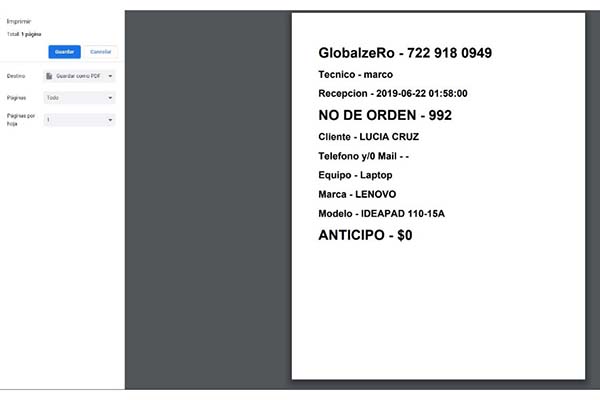 Imprimir
Total: 1 página
Guardar Cancelar
Destino Guardar como PDF
Páginas Todo
Páginas por hoja 1
GlobalzeRo - 722 918 0949
Tecnico - marco
Recepcion - 2019-06-22 01:58:00
NO DE ORDEN - 992
Cliente - LUCIA CRUZ
Telefono y/0 Mail - -
Equipo - Laptop
Marca - LENOVO
Modelo - IDEAPAD 110-15A
ANTICIPO - $0